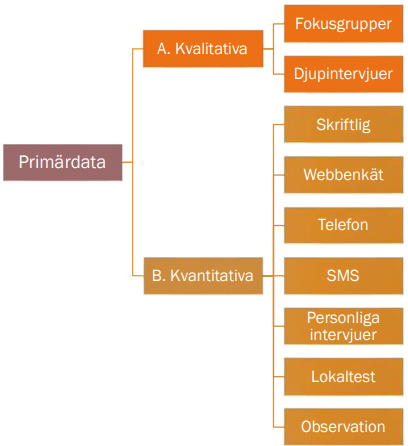 Primärdata
A. Kvalitativa
Fokusgrupper
Djupintervjuer
B. Kvantitativa
Skriftlig
Webbenkät
Telefon
SMS
Personliga
intervjuer
Lokaltest
Observation